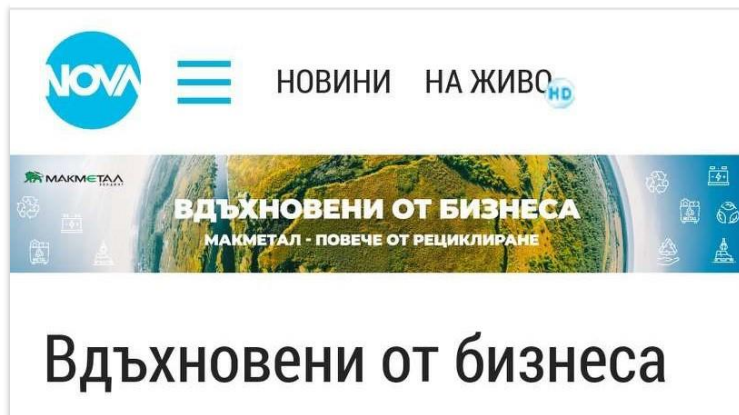 NOVA
НОВИНИ НА ЖИВО HD
МАКМЕТАЛ
ВДЪХНОВЕНИ ОТ БИЗНЕСА
МАКМЕТАЛ - ПОВЕЧЕ ОТ РЕЦИКЛИРАНЕ
Вдъхновени от бизнеса